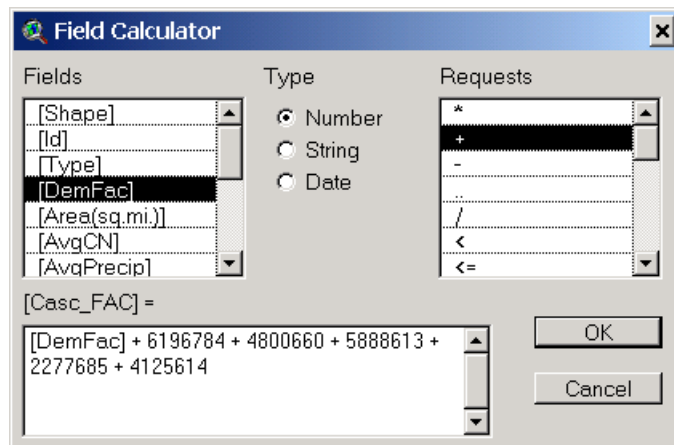 Field Calculator
Fields
Type
Requests
[Shape]
[Id]
[Type]
[DemFac]
[Area(sq.mi.)]
[AvgCN]
[AvgPrecip]
Number
String
Date
*
+
-
..
/
<
<=
[Casc_FAC] =
[DemFac] + 6196784 + 4800660 + 5888613 +
2277685 + 4125614
OK
Cancel